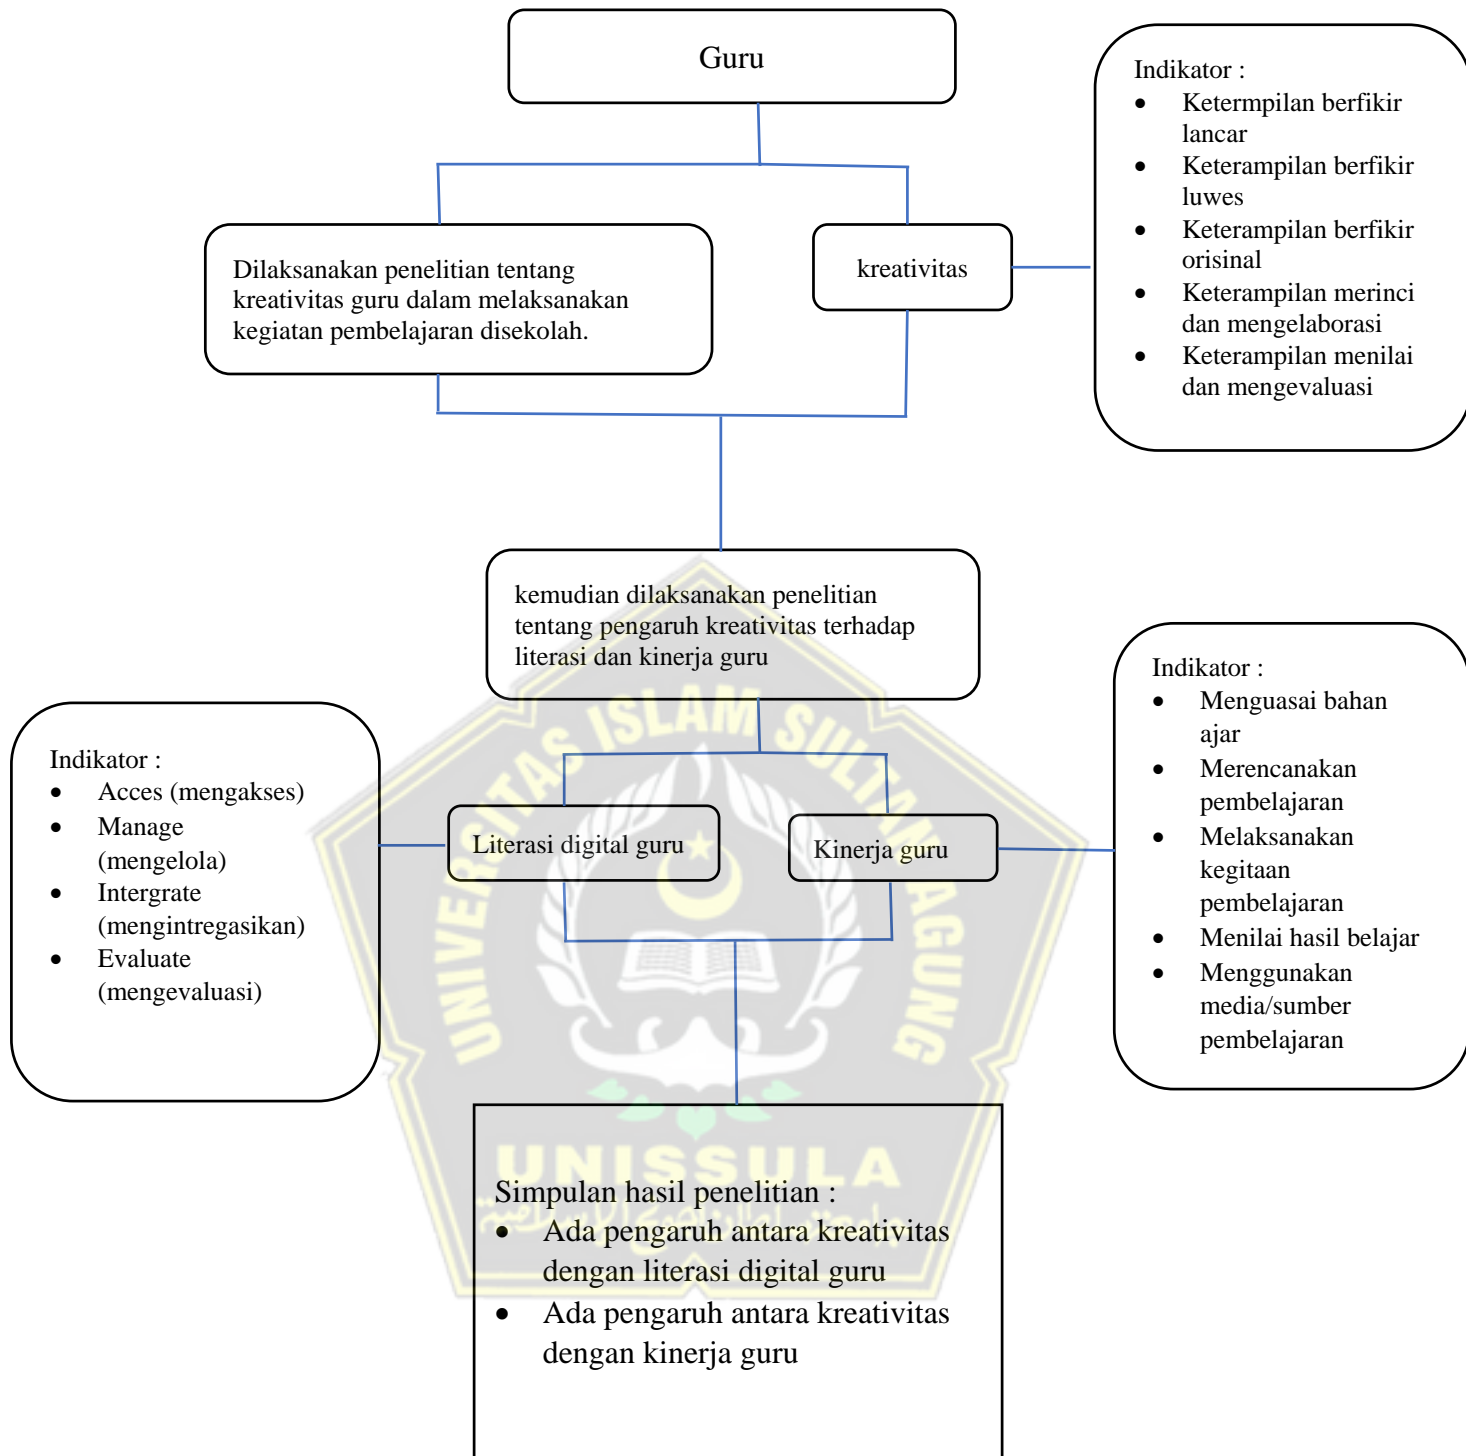 Guru
Indikator :
• Ketermpilan berfikir
lancar
• Keterampilan berfikir
luwes
• Keterampilan berfikir
orisinal
• Keterampilan merinci
dan mengelaborasi
• Keterampilan menilai
dan mengevaluasi
Dilaksanakan penelitian tentang
kreativitas guru dalam melaksanakan
kegiatan pembelajaran disekolah.
kreativitas
kemudian dilaksanakan penelitian
tentang pengaruh kreativitas terhadap
literasi dan kinerja guru
Indikator :
• Acces (mengakses)
• Manage
(mengelola)
• Intergrate
(mengintregasikan)
• Evaluate
(mengevaluasi)
Literasi digital guru
Kinerja guru
Indikator :
• Menguasai bahan
ajar
• Merencanakan
pembelajaran
• Melaksanakan
kegitaan
pembelajaran
• Menilai hasil belajar
• Menggunakan
media/sumber
pembelajaran
UNIVERSITAS ISLAM SULTAN AGUNG
UNISSULA
Simpulan hasil penelitian :
• Ada pengaruh antara kreativitas
dengan literasi digital guru
• Ada pengaruh antara kreativitas
dengan kinerja guru